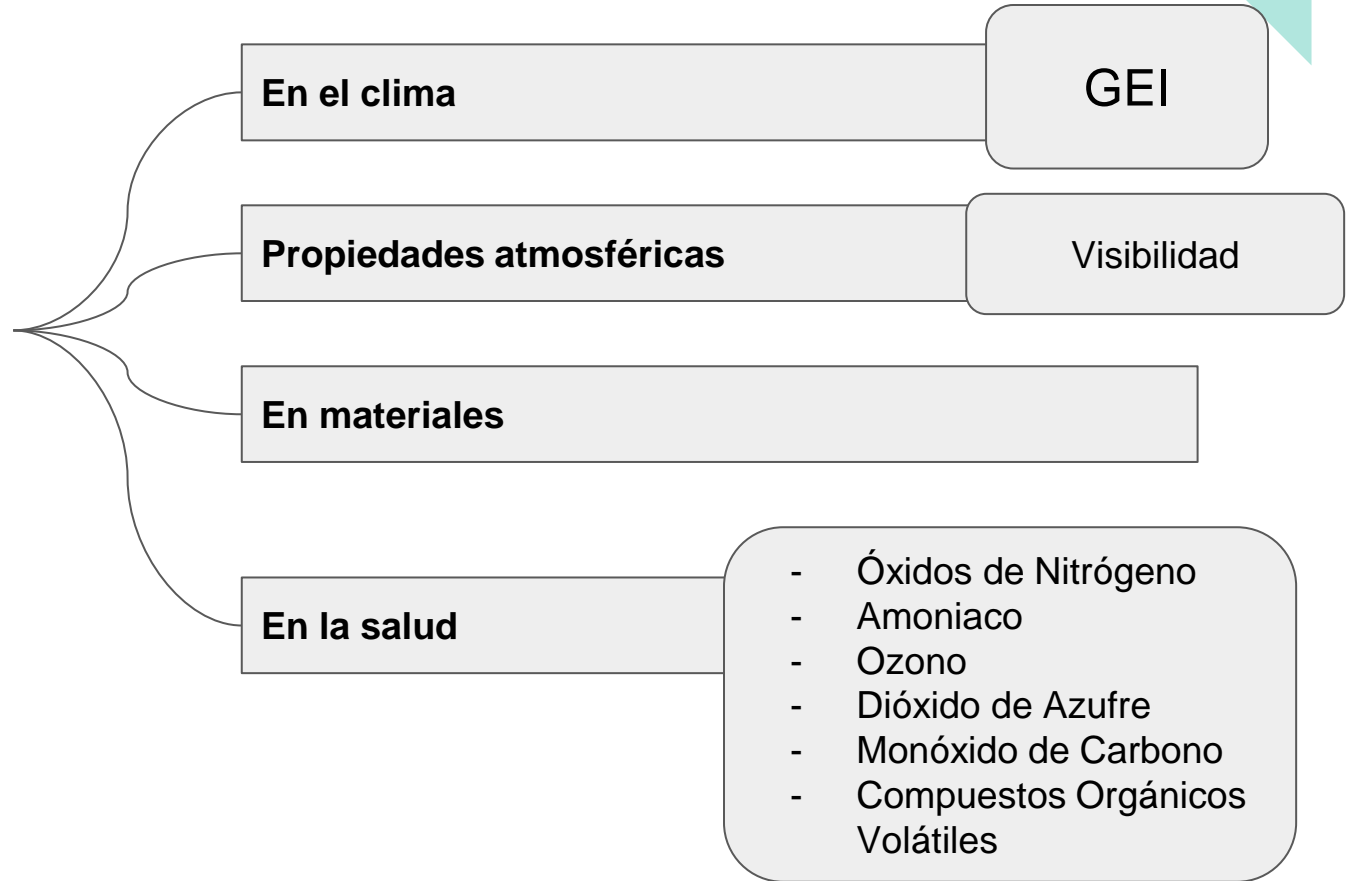 En el clima
GEI
Propiedades atmosféricas
Visibilidad
En materiales
En la salud
- Óxidos de Nitrógeno
- Amoniaco
- Ozono
- Dióxido de Azufre
- Monóxido de Carbono
- Compuestos Orgánicos
Volátiles